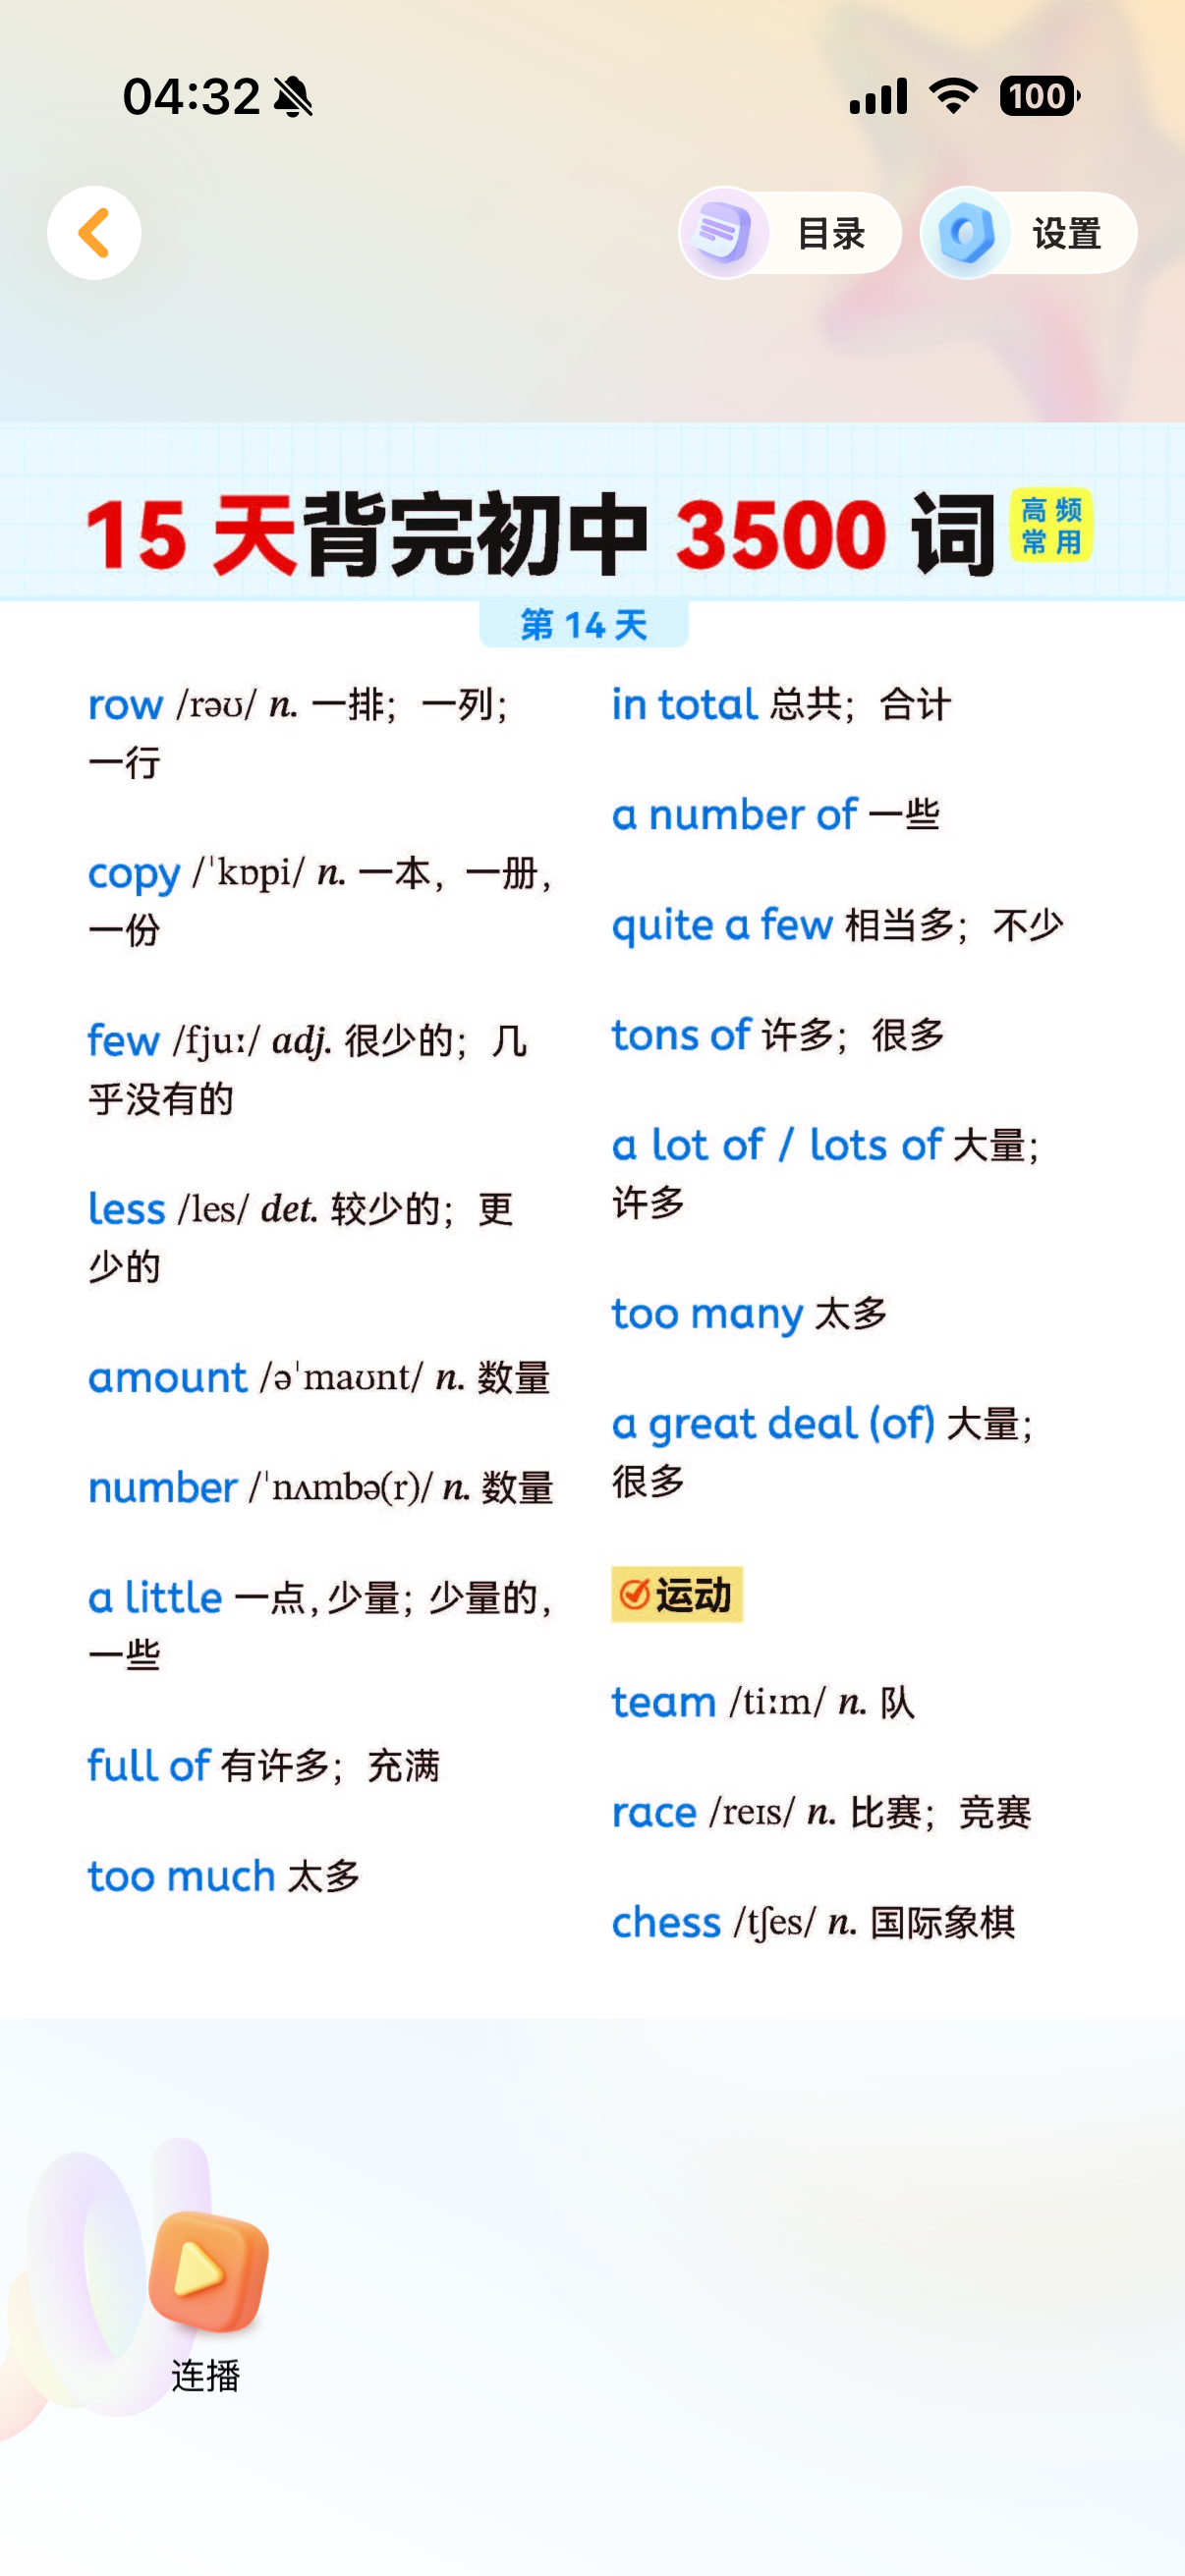 04:32
100
目录
设置
15 天背完初中 3500 词
高频
常用
第 14 天
row /rəʊ/ n. 一排；一列；
一行
copy /ˈkɒpi/ n. 一本，一册，
一份
few /fjuː/ adj. 很少的；几
乎没有的
less /les/ det. 较少的；更
少的
amount /əˈmaʊnt/ n. 数量
number /ˈnʌmbə(r)/ n. 数量
a little 一点,少量；少量的，
一些
full of 有许多；充满
too much 太多
in total 总共；合计
a number of 一些
quite a few 相当多；不少
tons of 许多；很多
a lot of / lots of 大量；
许多
too many 太多
a great deal (of) 大量；
很多
运动
team /tiːm/ n. 队
race /reɪs/ n. 比赛；竞赛
chess /tʃes/ n. 国际象棋
连播